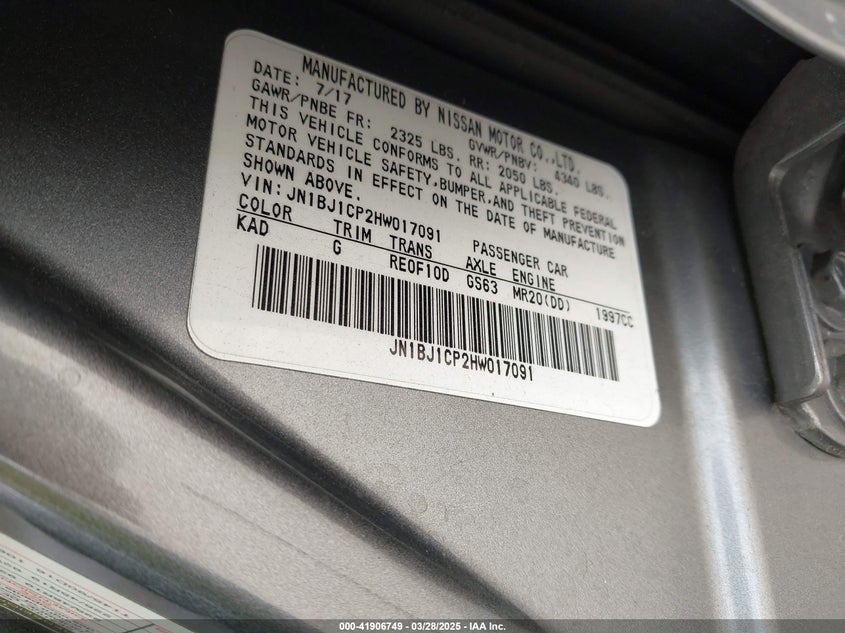 MANUFACTURED BY NISSAN MOTOR CO.,LTD.
DATE: 7/17 GVWR/PNBV: 4340 LBS.
GAWR/PNBE FR: 2325 LBS. RR: 2050 LBS.
THIS VEHICLE CONFORMS TO ALL APPLICABLE FEDERAL
MOTOR VEHICLE SAFETY,BUMPER,AND THEFT PREVENTION
STANDARDS IN EFFECT ON THE DATE OF MANUFACTURE
SHOWN ABOVE.
VIN:JN1BJ1CP2HW017091 PASSENGER CAR
COLOR TRIM TRANS AXLE ENGINE
KAD G RE0F10D GS63 MR20(DD) 1997CC
JN1BJ1CP2HW017091
000-41906749 | 03/28/2025 - IAA Inc.